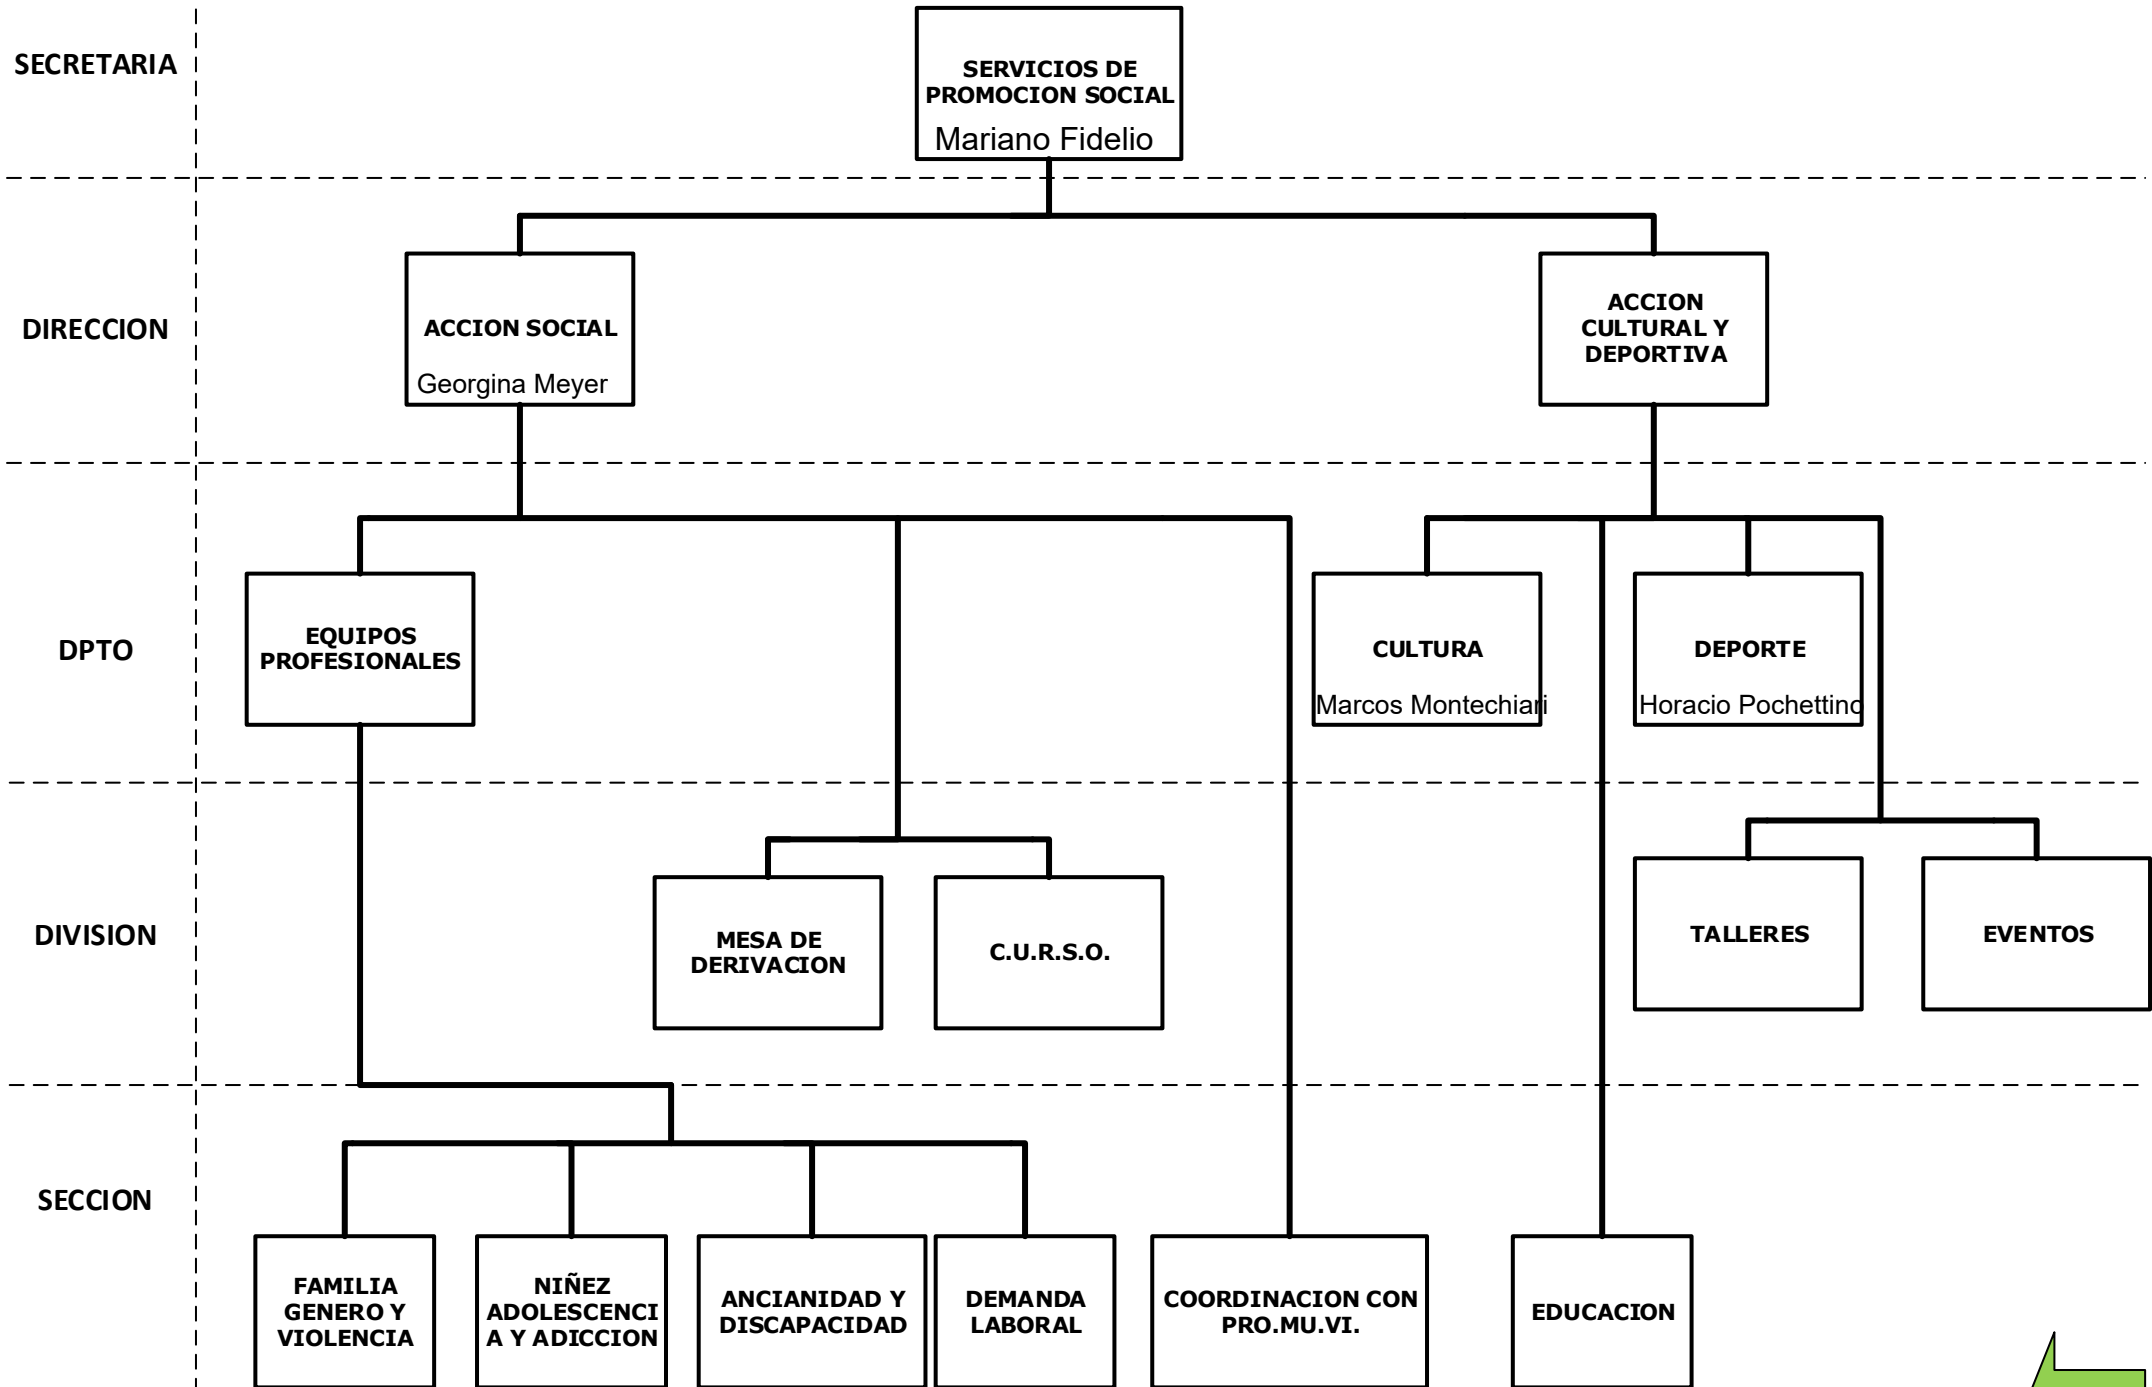 SECRETARIA
SERVICIOS DE
PROMOCION SOCIAL
Mariano Fidelio
DIRECCION
ACCION SOCIAL
Georgina Meyer
ACCION
CULTURAL Y
DEPORTIVA
DPTO
EQUIPOS
PROFESIONALES
CULTURA
Marcos Montechiari
DEPORTE
Horacio Pochettino
DIVISION
MESA DE
DERIVACION
C.U.R.S.O.
TALLERES
EVENTOS
SECCION
FAMILIA
GENERO Y
VIOLENCIA
NIÑEZ
ADOLESCENCI
A Y ADICCION
ANCIANIDAD Y
DISCAPACIDAD
DEMANDA
LABORAL
COORDINACION CON
PRO.MU.VI.
EDUCACION